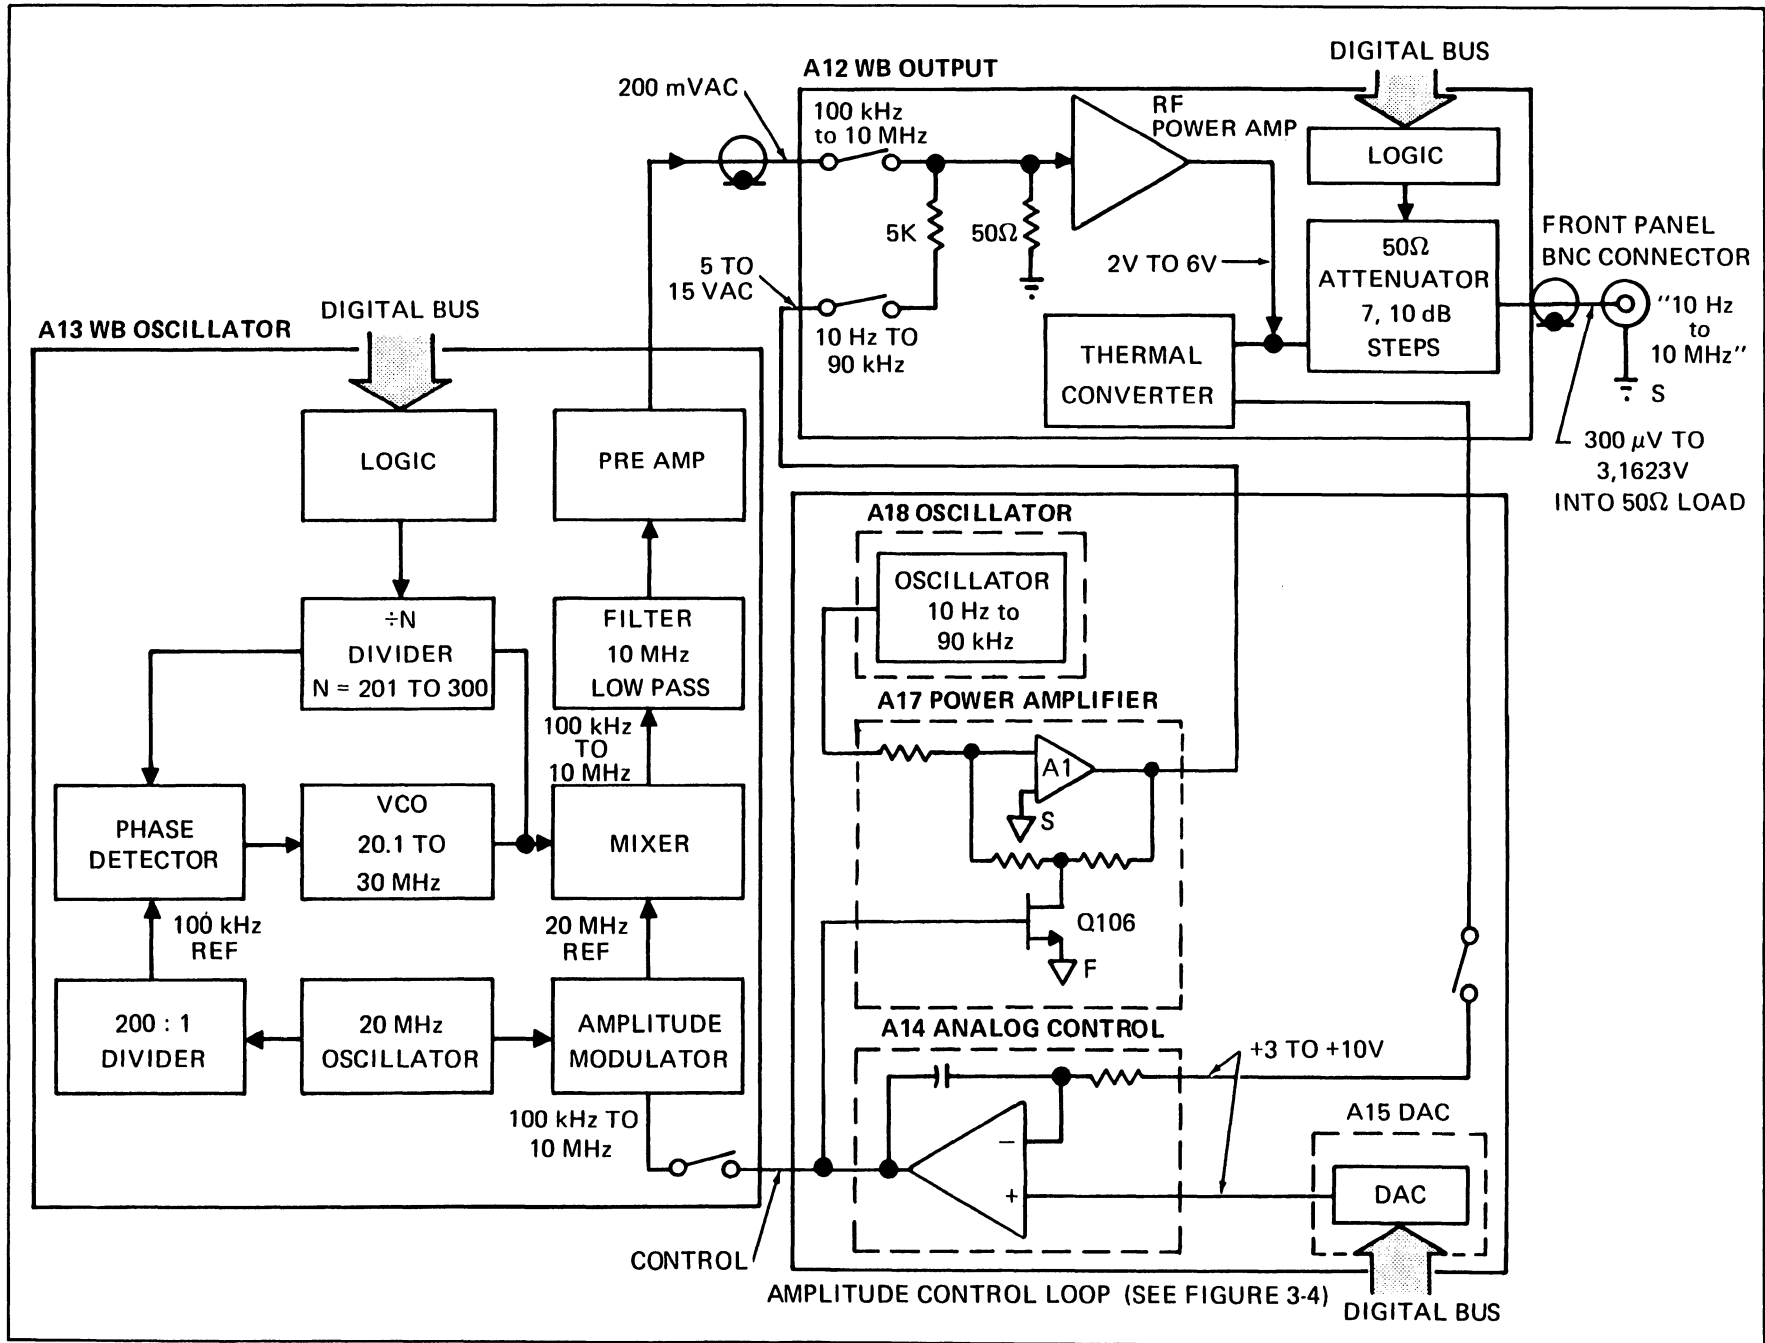 DIGITAL BUS
A12 WB OUTPUT
200 mVAC
100 kHz
to 10 MHz
RF
POWER AMP
LOGIC
5K
50Ω
2V TO 6V
50Ω
ATTENUATOR
7, 10 dB
STEPS
FRONT PANEL
BNC CONNECTOR
"10 Hz
to
10 MHz"
S
5 TO
15 VAC
10 Hz TO
90 kHz
THERMAL
CONVERTER
300 μV TO
3,1623V
INTO 50Ω LOAD
A13 WB OSCILLATOR
DIGITAL BUS
LOGIC
PRE AMP
÷N
DIVIDER
N = 201 TO 300
FILTER
10 MHz
LOW PASS
100 kHz
TO
10 MHz
PHASE
DETECTOR
VCO
20.1 TO
30 MHz
MIXER
100 kHz
REF
20 MHz
REF
200 : 1
DIVIDER
20 MHz
OSCILLATOR
AMPLITUDE
MODULATOR
100 kHz TO
10 MHz
CONTROL
A18 OSCILLATOR
OSCILLATOR
10 Hz to
90 kHz
A17 POWER AMPLIFIER
A1
S
Q106
F
A14 ANALOG CONTROL
+3 TO +10V
−
+
A15 DAC
DAC
AMPLITUDE CONTROL LOOP (SEE FIGURE 3-4)
DIGITAL BUS